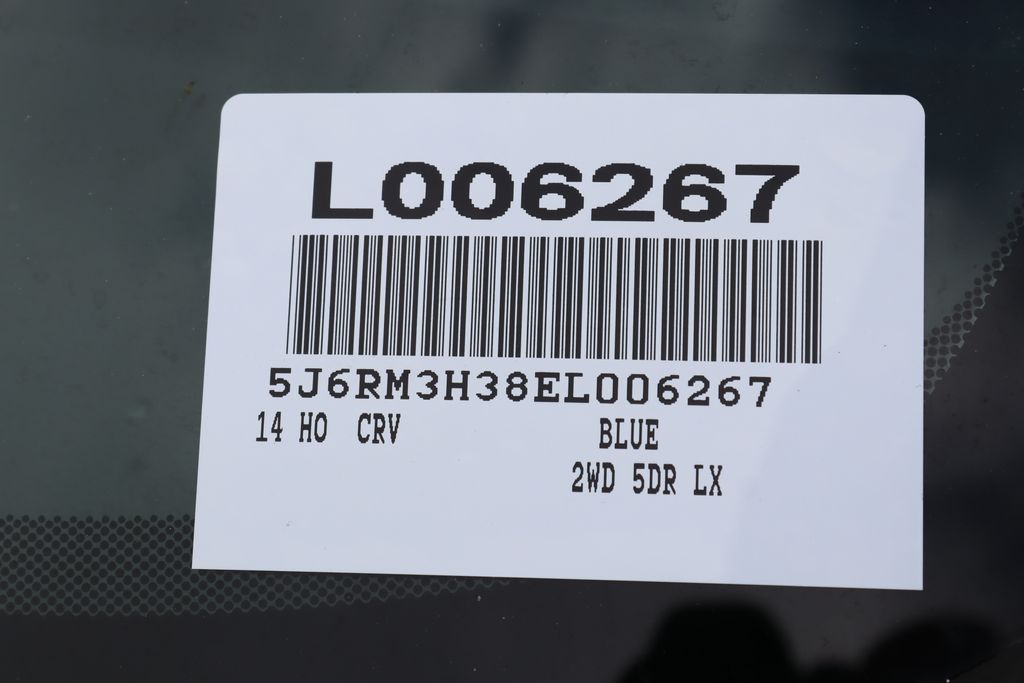 L006267
5J6RM3H38EL006267
14 HO CRV BLUE
2WD 5DR LX